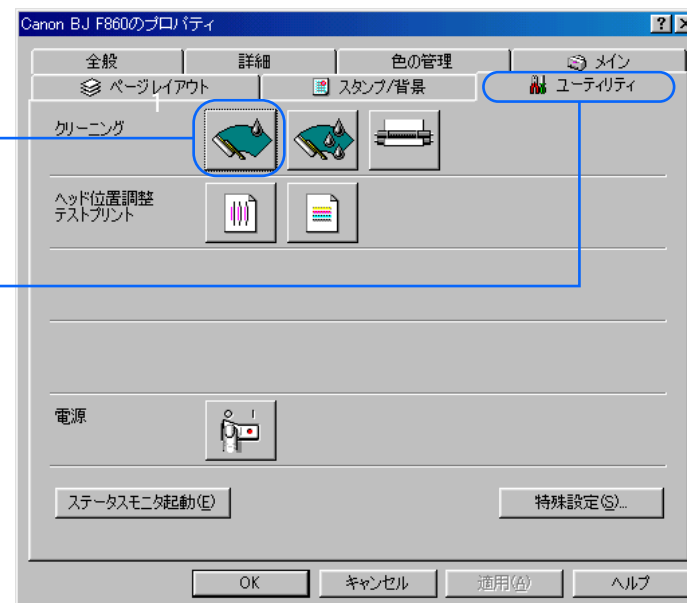 Canon BJ F860のプロパティ
全般 詳細 色の管理 メイン
ページレイアウト スタンプ/背景 ユーティリティ
クリーニング
ヘッド位置調整
テストプリント
電源
ステータスモニタ起動(E) 特殊設定(S)...
OK キャンセル 適用(A) ヘルプ